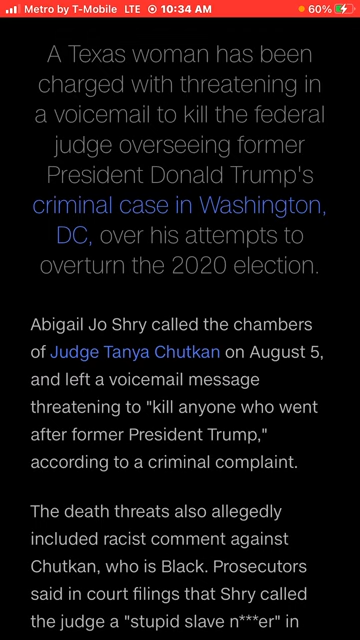 Metro by T-Mobile LTE 10:34 AM 60%
A Texas woman has been
charged with threatening in
a voicemail to kill the federal
judge overseeing former
President Donald Trump's
criminal case in Washington,
DC, over his attempts to
overturn the 2020 election.
Abigail Jo Shry called the chambers
of Judge Tanya Chutkan on August 5,
and left a voicemail message
threatening to "kill anyone who went
after former President Trump,"
according to a criminal complaint.
The death threats also allegedly
included racist comment against
Chutkan, who is Black. Prosecutors
said in court filings that Shry called
the judge a "stupid slave n***er" in